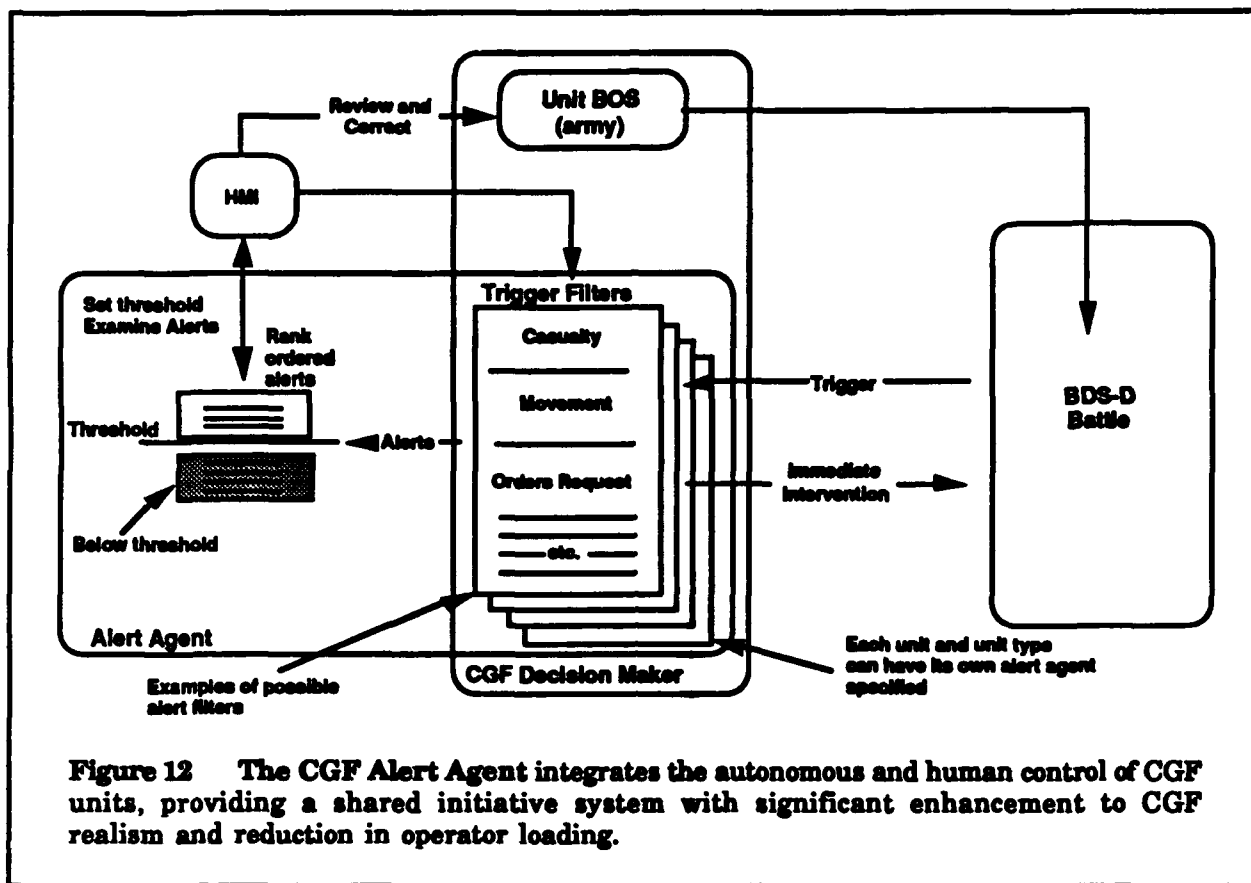 Unit BOS
(army)
Review and
Correct
HMI
Set threshold
Examine Alerts
Rank
ordered
alerts
Threshold
Below threshold
Alert Agent
Alerts
Trigger Filters
Casualty
Movement
Orders Request
etc.
CGF Decision Maker
Trigger
Immediate
Intervention
BDS-D
Battle
Examples of possible
alert filters
Each unit and unit type
can have its own alert agent
specified
Figure 12 The CGF Alert Agent integrates the autonomous and human control of CGF
units, providing a shared initiative system with significant enhancement to CGF
realism and reduction in operator loading.